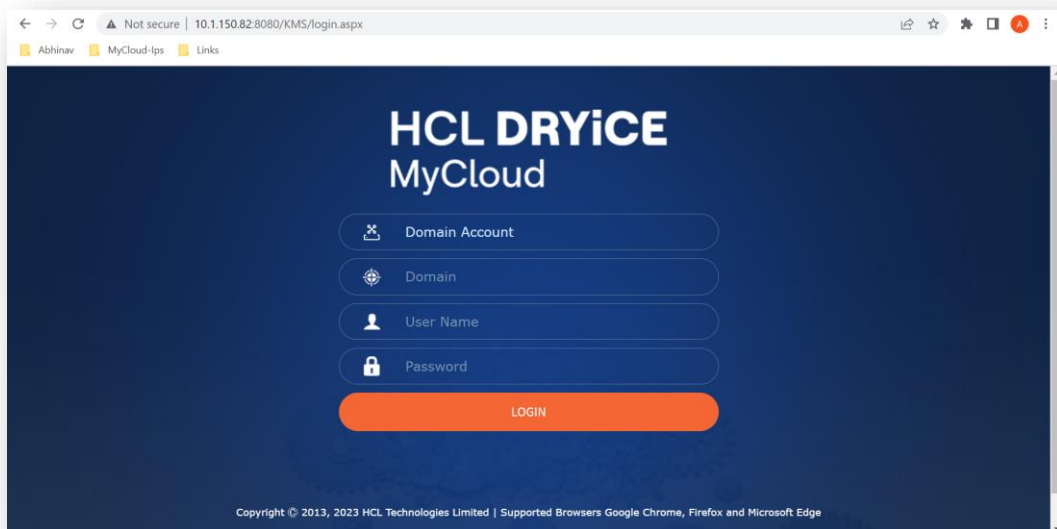 Not secure | 10.1.150.82:8080/KMS/login.aspx
A
Abhinav MyCloud-Ips Links
HCL DRYiCE
MyCloud
Domain Account
Domain
User Name
Password
LOGIN
Copyright © 2013, 2023 HCL Technologies Limited | Supported Browsers Google Chrome, Firefox and Microsoft Edge